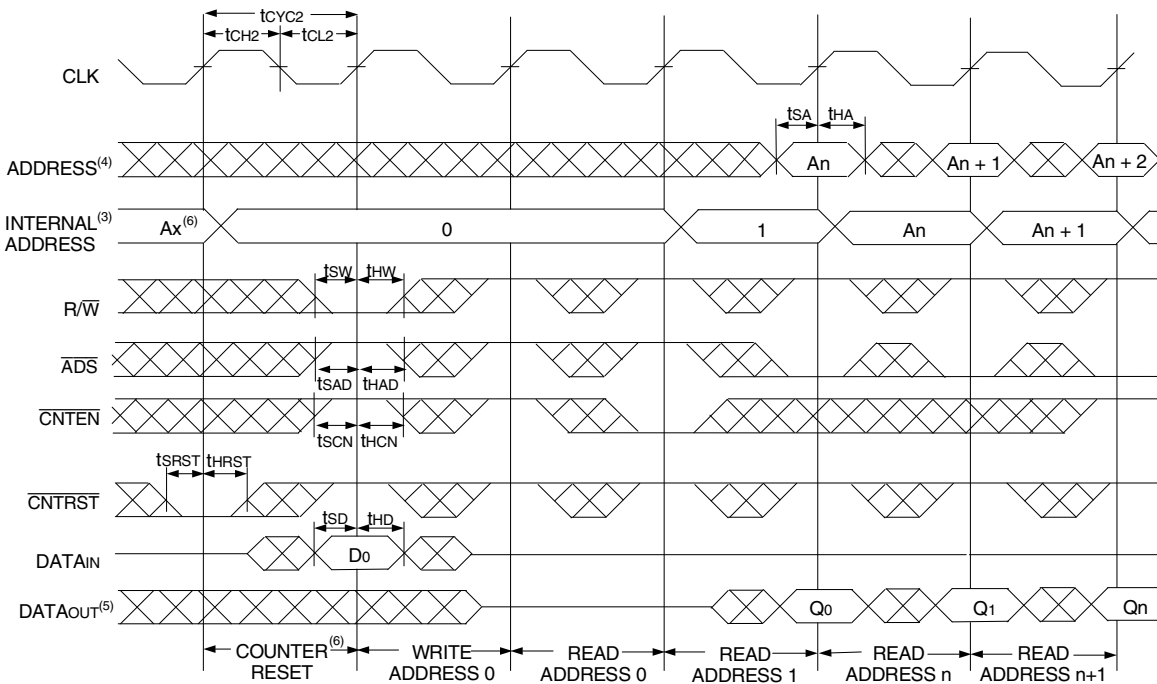 tCYC2
tCH2 tCL2
CLK
tSA tHA
ADDRESS(4) An An + 1 An + 2
INTERNAL(3)
ADDRESS Ax(6) 0 1 An An + 1
tSW tHW
R/W̅
A̅D̅S̅
tSAD tHAD
C̅N̅T̅E̅N̅
tSCN tHCN
tSRST tHRST
C̅N̅T̅R̅S̅T̅
tSD tHD
DATAIN D0
DATAOUT(5) Q0 Q1 Qn
COUNTER(6) WRITE READ READ READ READ
RESET ADDRESS 0 ADDRESS 0 ADDRESS 1 ADDRESS n ADDRESS n+1